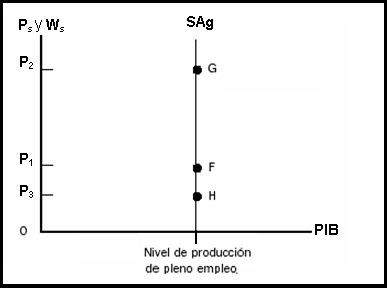 Ps y Ws
SAg
P2
G
P1
F
P3
H
0
PIB
Nivel de producción
de pleno empleo.